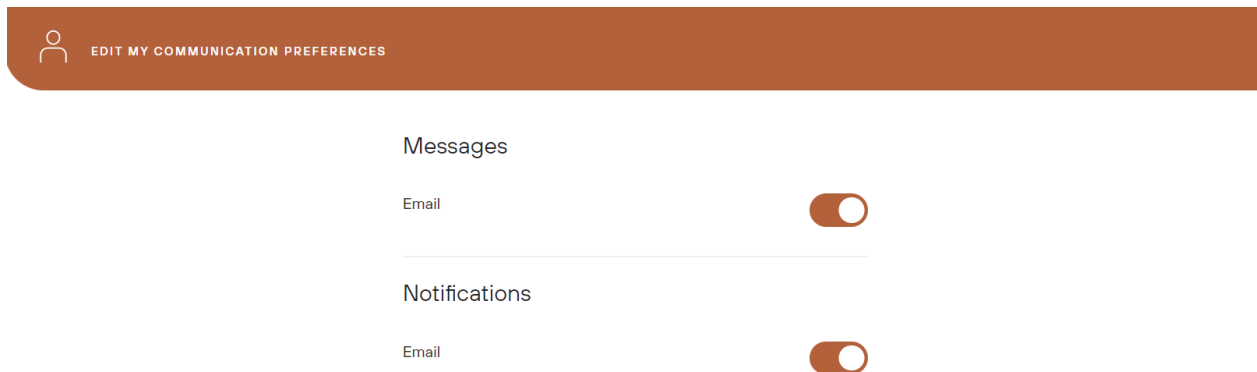 EDIT MY COMMUNICATION PREFERENCES
Messages
Email
Notifications
Email